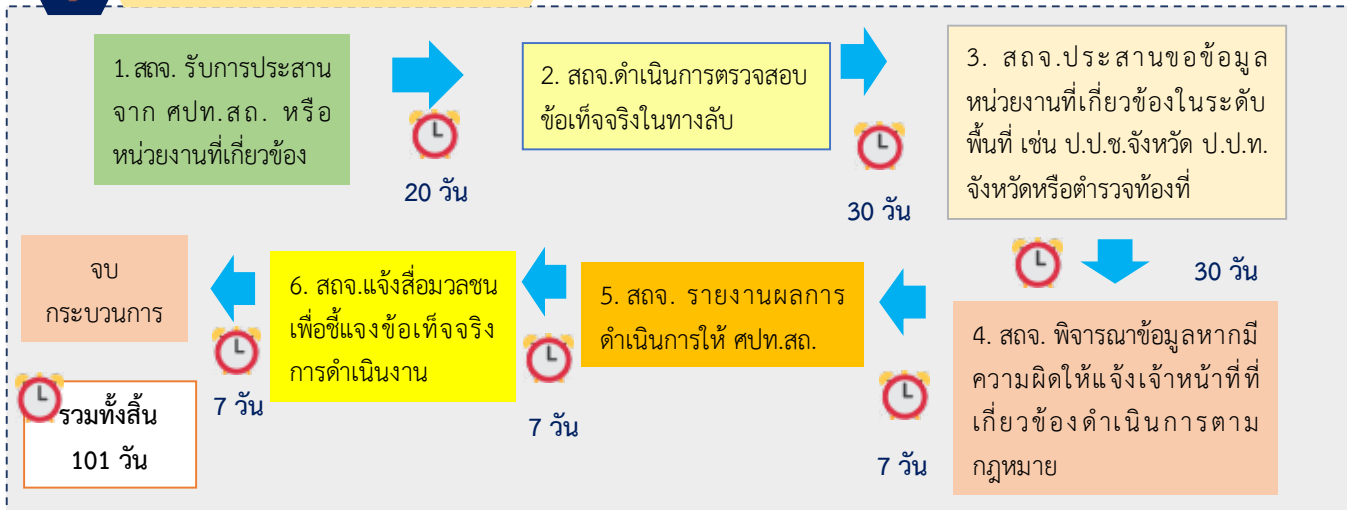 1. สถจ. รับการประสาน
จาก ศปท.สถ. หรือ
หน่วยงานที่เกี่ยวข้อง
20 วัน
2. สถจ.ดำเนินการตรวจสอบ
ข้อเท็จจริงในทางลับ
30 วัน
3. สถจ.ประสานขอข้อมูล
หน่วยงานที่เกี่ยวข้องในระดับ
พื้นที่ เช่น ป.ป.ช.จังหวัด ป.ป.ท.
จังหวัดหรือตำรวจท้องที่
30 วัน
4. สถจ. พิจารณาข้อมูลหากมี
ความผิดให้แจ้งเจ้าหน้าที่ที่
เกี่ยวข้องดำเนินการตาม
กฎหมาย
7 วัน
5. สถจ. รายงานผลการ
ดำเนินการให้ ศปท.สถ.
7 วัน
6. สถจ.แจ้งสื่อมวลชน
เพื่อชี้แจงข้อเท็จจริง
การดำเนินงาน
7 วัน
จบ
กระบวนการ
รวมทั้งสิ้น
101 วัน